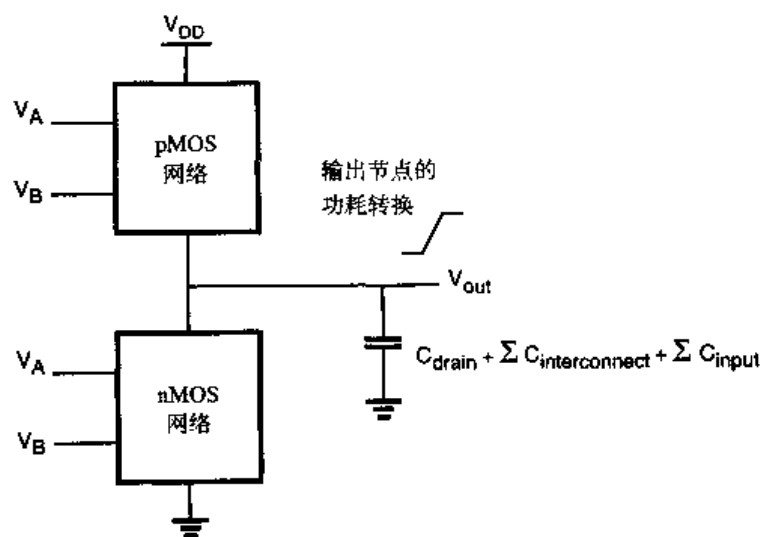 VDD
VA
pMOS
网络
VB
输出节点的
功耗转换
Vout
Cdrain + Σ Cinterconnect + Σ Cinput
VA
nMOS
网络
VB